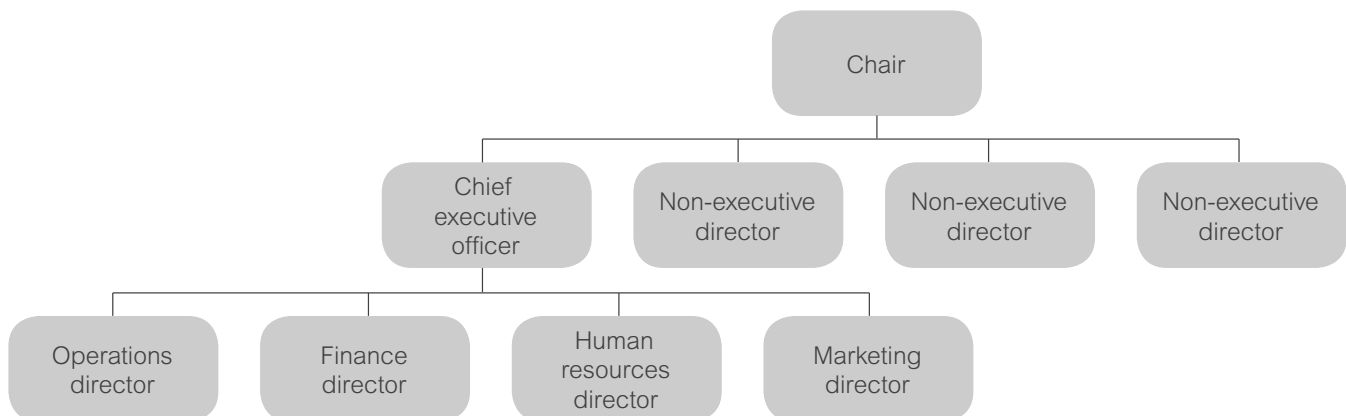 Chair
Chief
executive
officer
Non-executive
director
Non-executive
director
Non-executive
director
Operations
director
Finance
director
Human
resources
director
Marketing
director